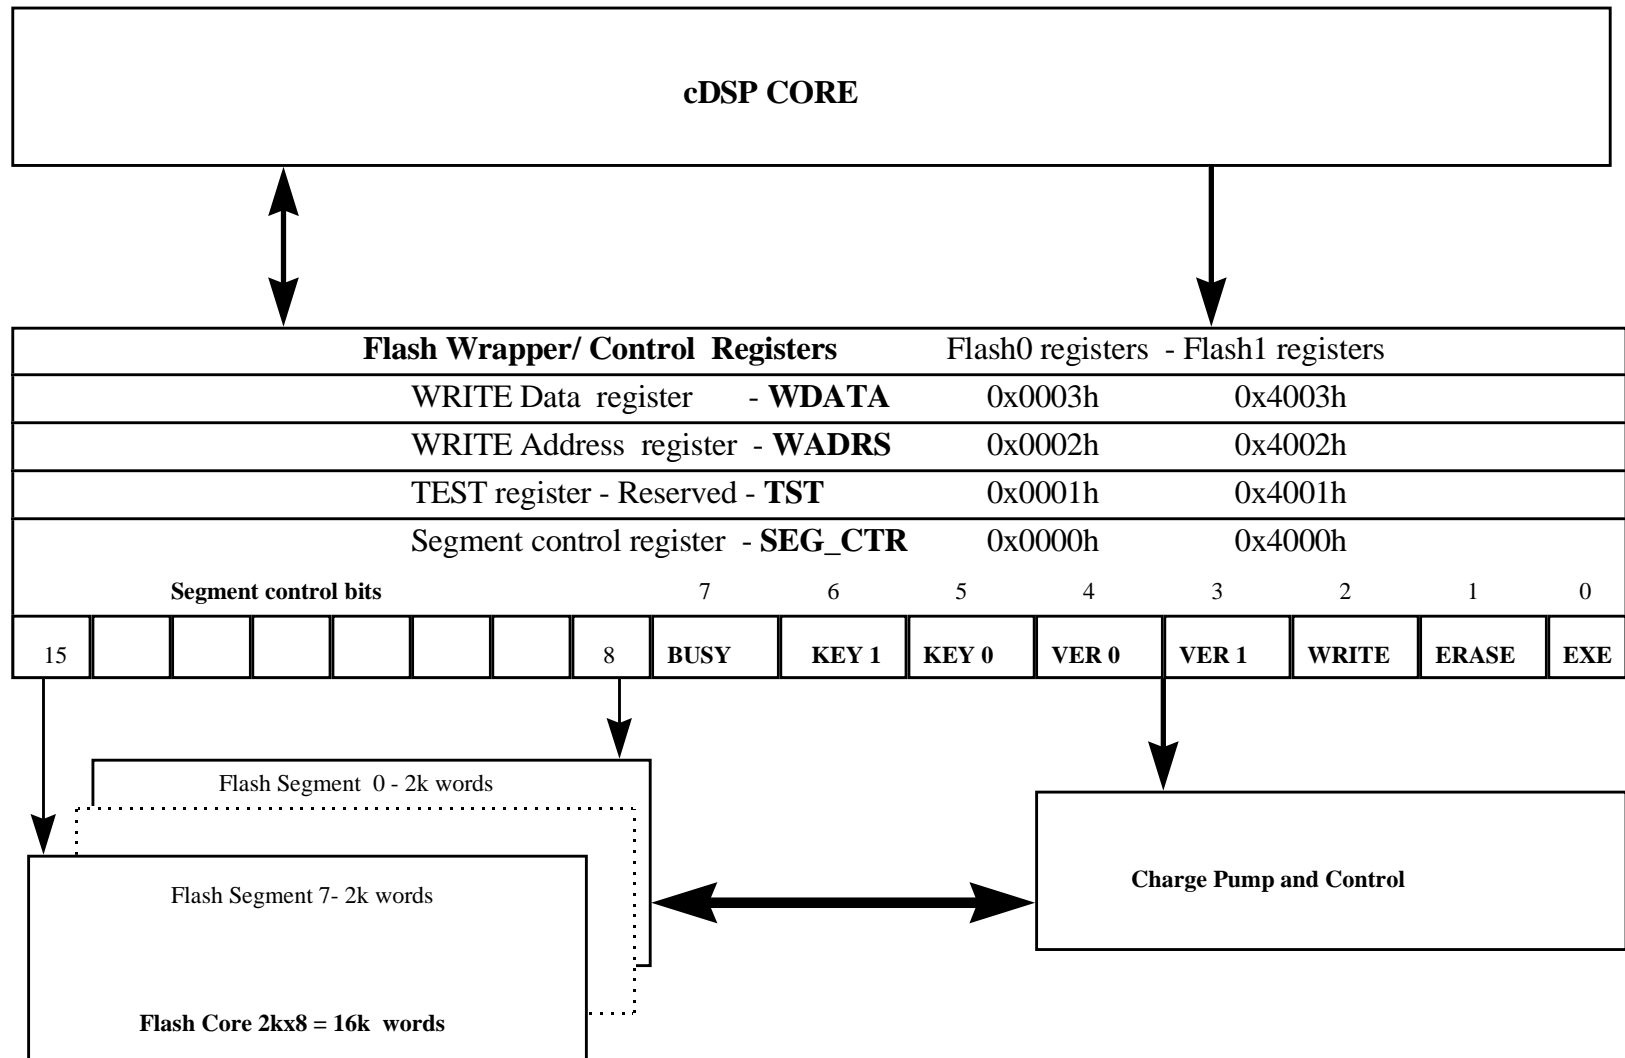 cDSP CORE
Flash Wrapper/ Control Registers Flash0 registers - Flash1 registers
WRITE Data register - WDATA 0x0003h 0x4003h
WRITE Address register - WADRS 0x0002h 0x4002h
TEST register - Reserved - TST 0x0001h 0x4001h
Segment control register - SEG_CTR 0x0000h 0x4000h
Segment control bits 7 6 5 4 3 2 1 0
15 8 BUSY KEY 1 KEY 0 VER 0 VER 1 WRITE ERASE EXE
Flash Segment 0 - 2k words
Flash Segment 7- 2k words
Charge Pump and Control
Flash Core 2kx8 = 16k words